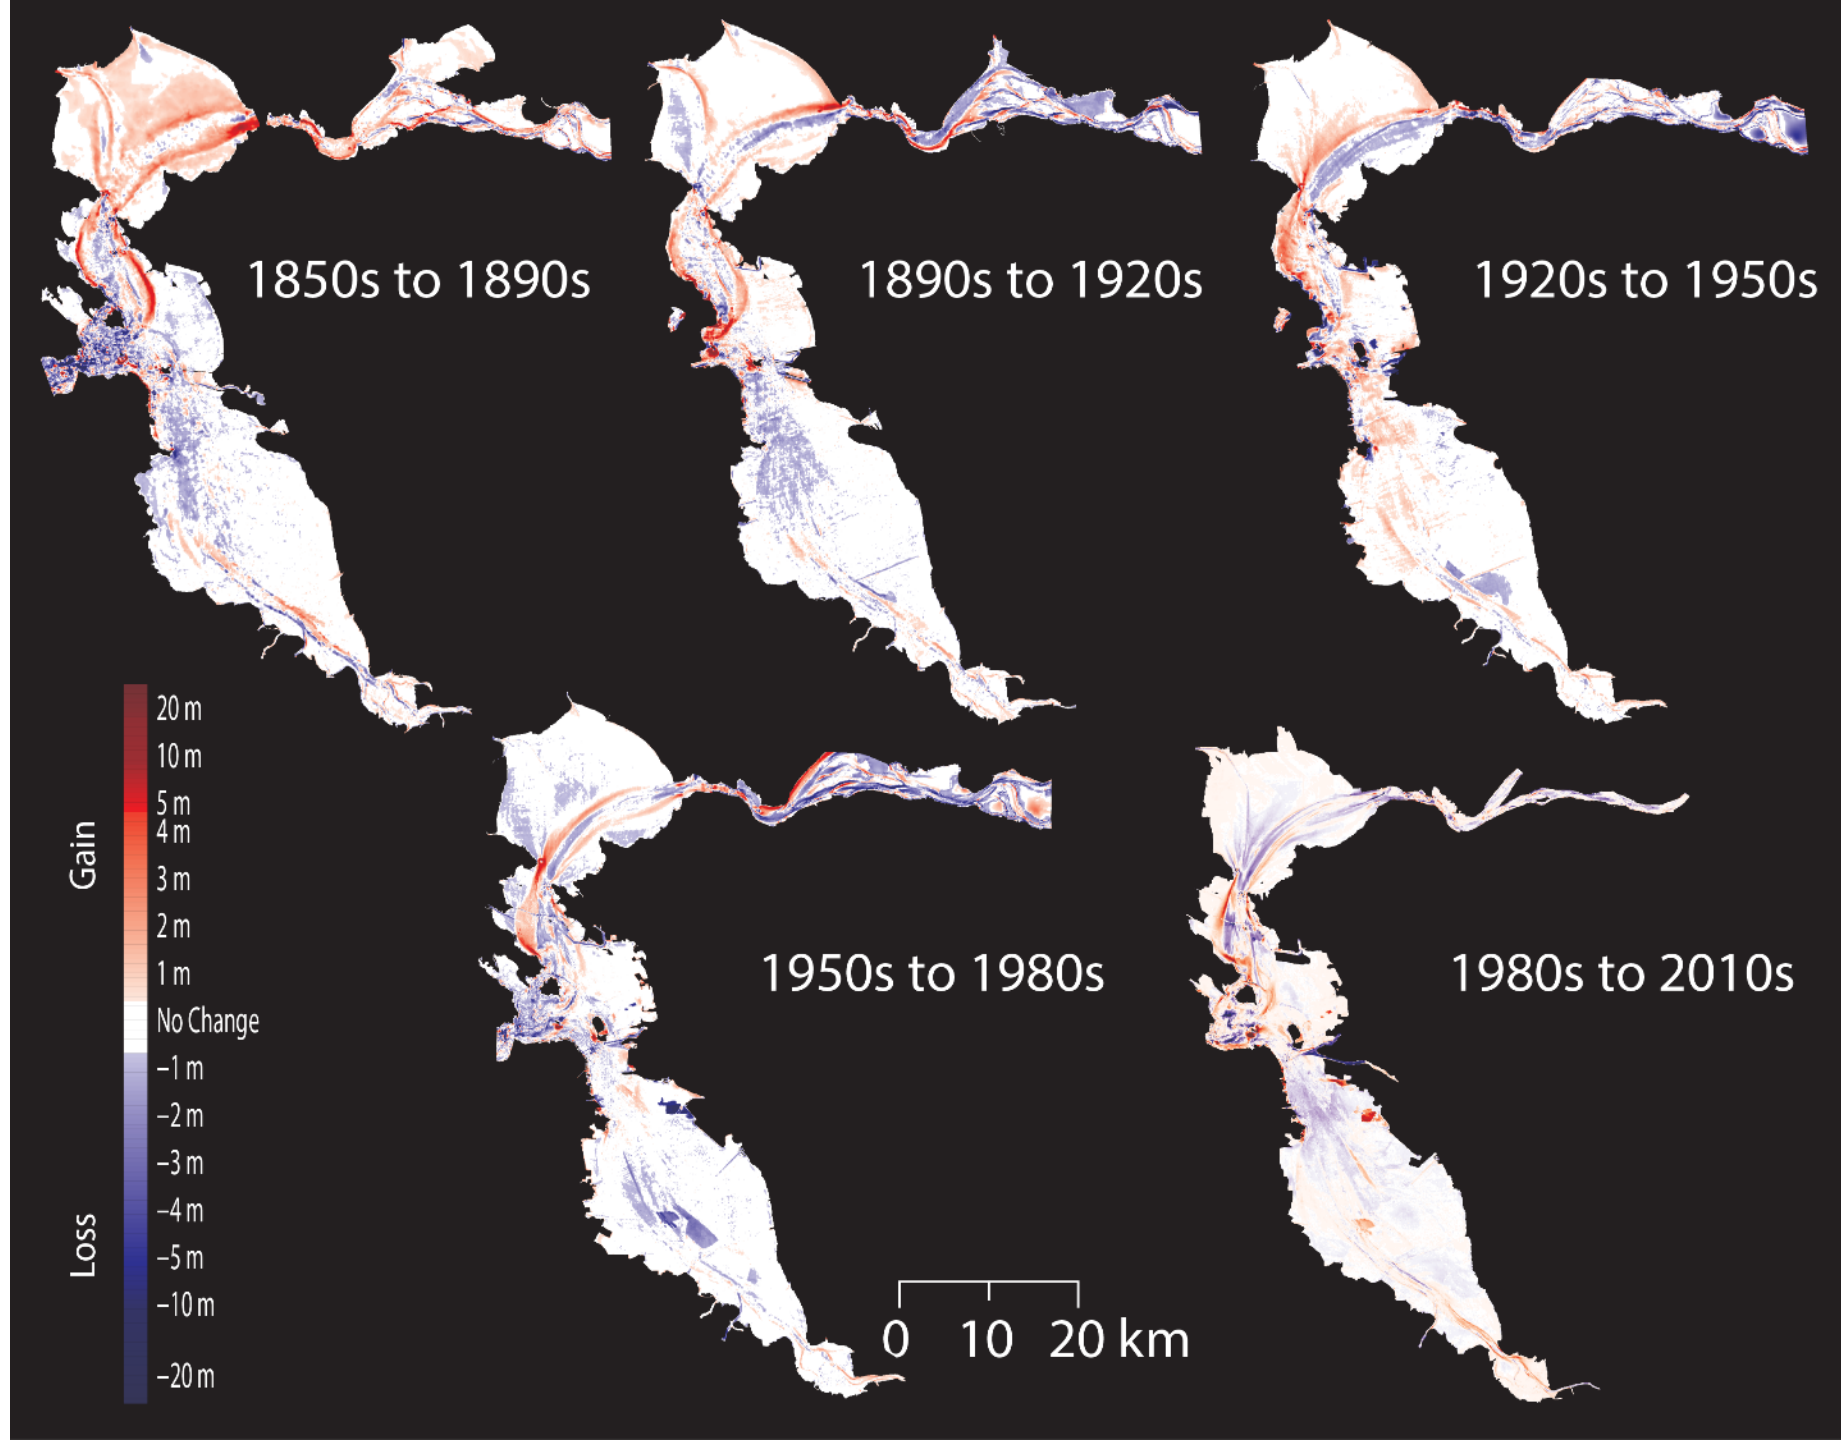 1850s to 1890s
1890s to 1920s
1920s to 1950s
20 m
10 m
5 m
4 m
3 m
2 m
1 m
No Change
−1 m
−2 m
−3 m
−4 m
−5 m
−10 m
−20 m
Gain
Loss
1950s to 1980s
1980s to 2010s
0 10 20 km